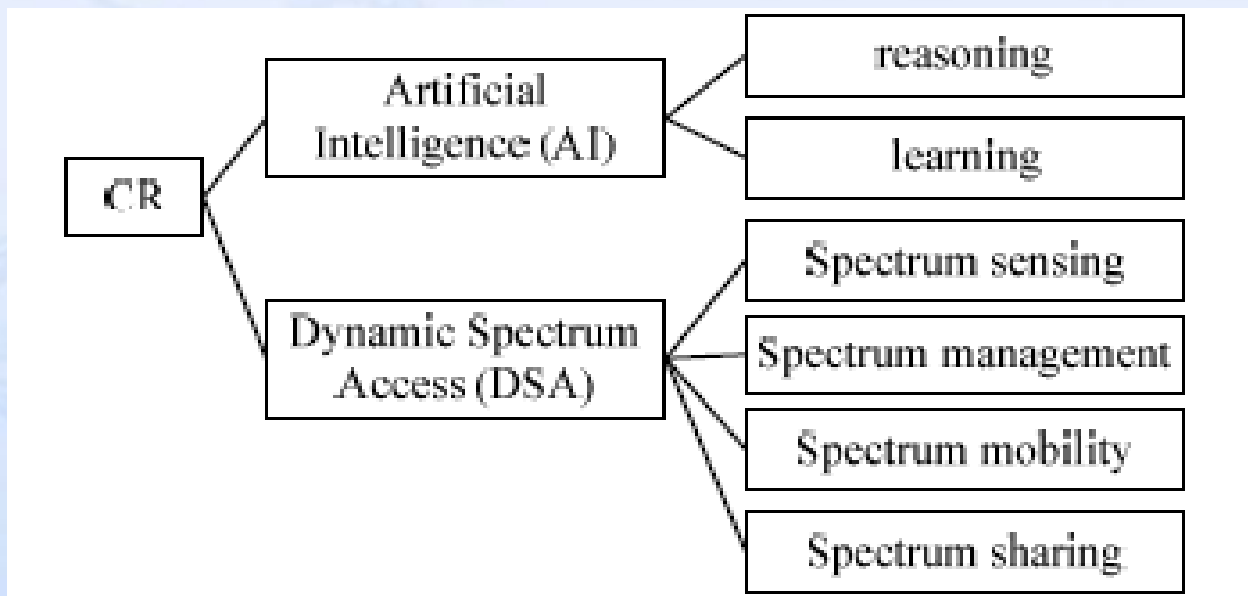 CR
Artificial
Intelligence (AI)
reasoning
learning
Dynamic Spectrum
Access (DSA)
Spectrum sensing
Spectrum management
Spectrum mobility
Spectrum sharing